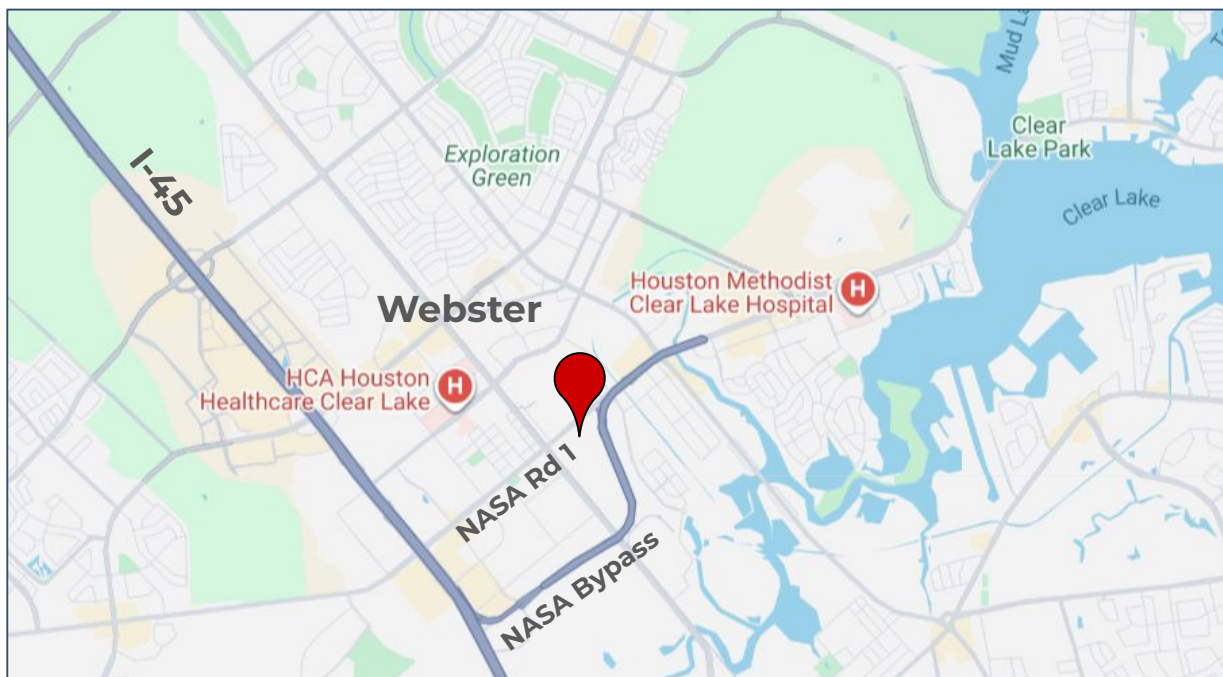 Mud La
Clear
Lake Park
Clear Lake
I-45
Exploration
Green
Houston Methodist
Clear Lake Hospital
H
Webster
HCA Houston
Healthcare Clear Lake
H
NASA Rd 1
NASA Bypass